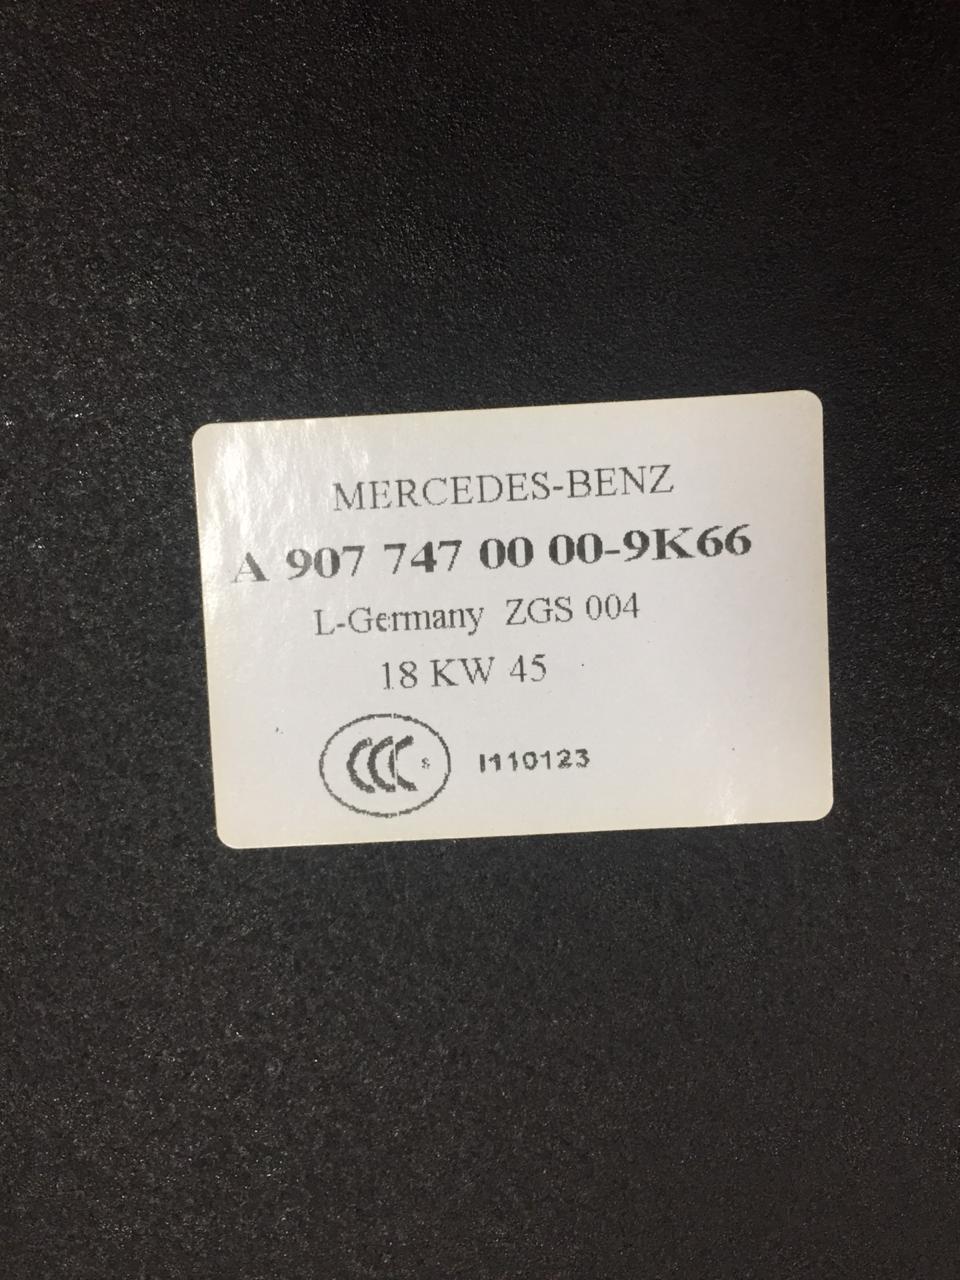 MERCEDES-BENZ
A 907 747 00 00-9K66
L-Germany ZGS 004
18 KW 45
CCC S I110123